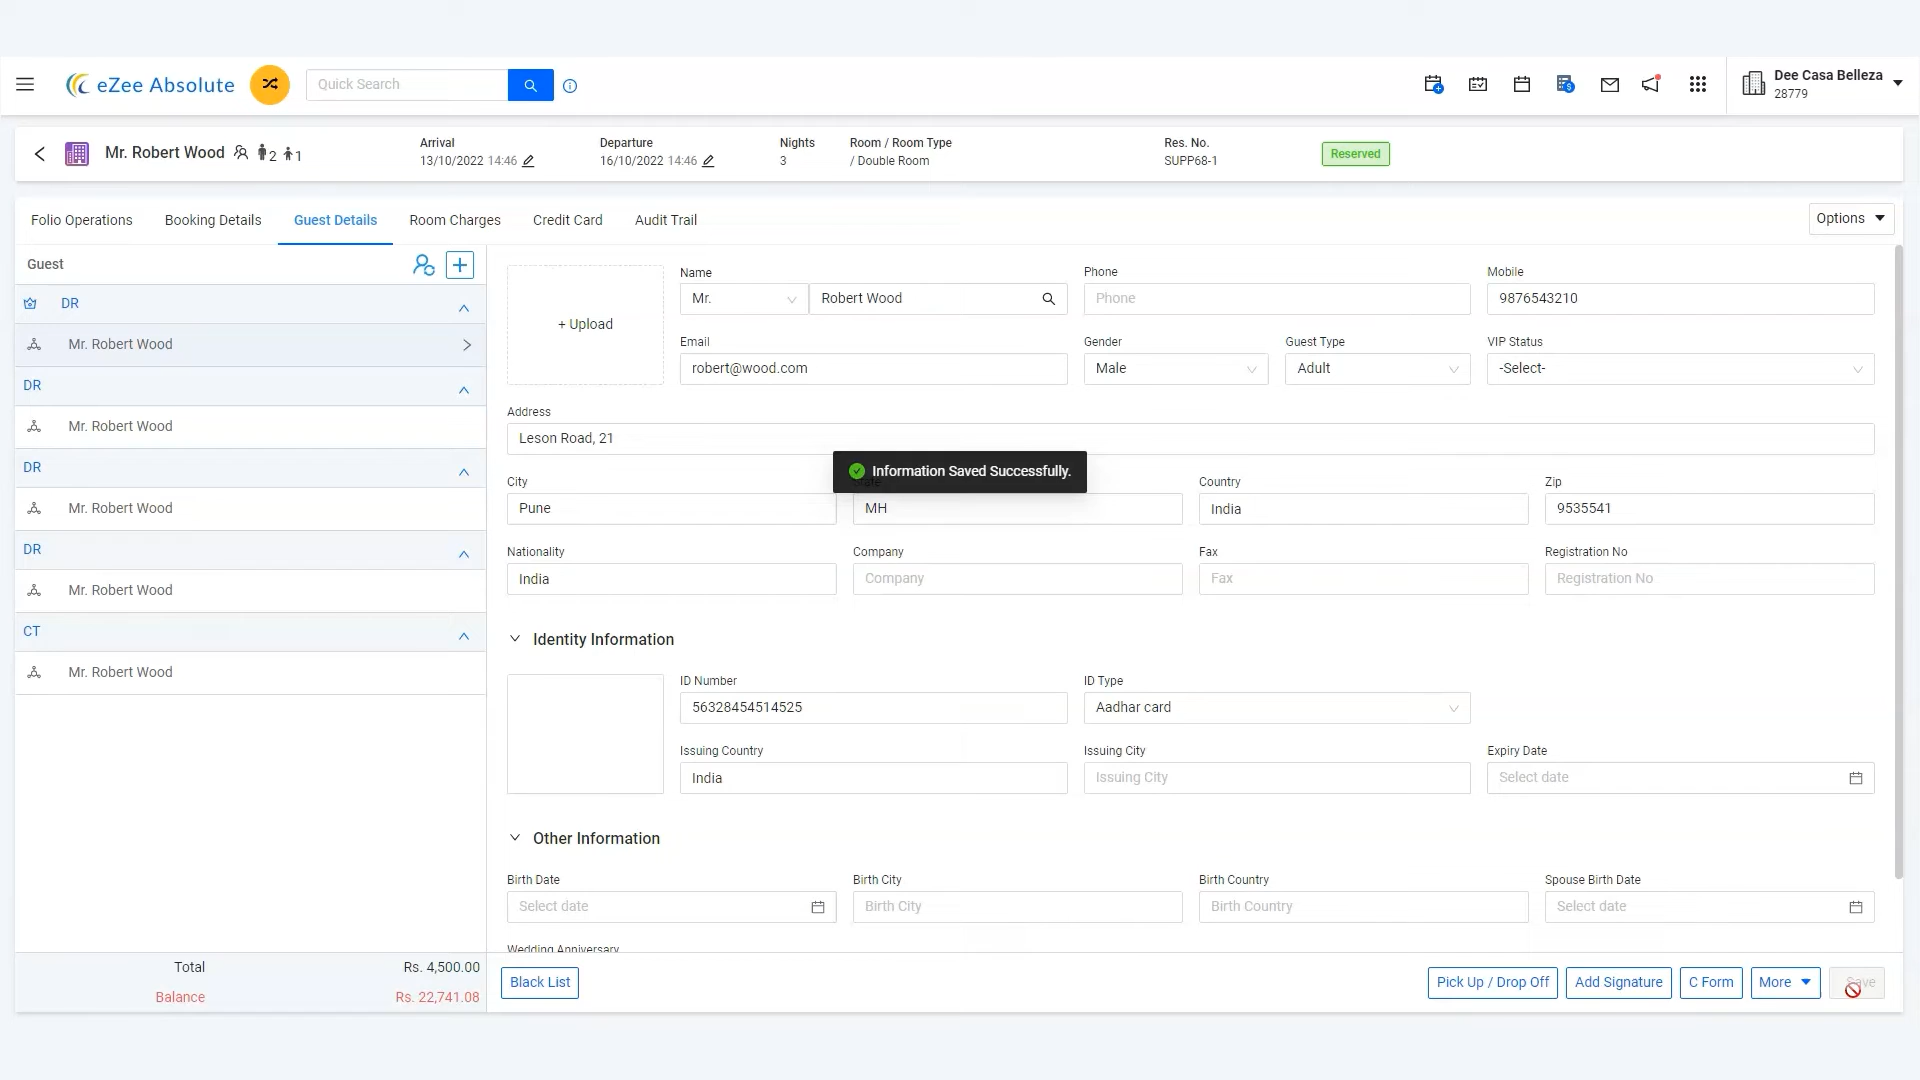 eZee Absolute
Quick Search
Dee Casa Belleza
28779
Mr. Robert Wood 2 1
Arrival
13/10/2022 14:46
Departure
16/10/2022 14:46
Nights
3
Room / Room Type
/ Double Room
Res. No.
SUPP68-1
Reserved
Folio Operations Booking Details Guest Details Room Charges Credit Card Audit Trail
Options
Guest
DR
Mr. Robert Wood
DR
Mr. Robert Wood
DR
Mr. Robert Wood
DR
Mr. Robert Wood
CT
Mr. Robert Wood
Total Rs. 4,500.00
Balance Rs. 22,741.08
+ Upload
Name
Mr. Robert Wood
Phone
Phone
Mobile
9876543210
Email
robert@wood.com
Gender
Male
Guest Type
Adult
VIP Status
-Select-
Address
Leson Road, 21
Information Saved Successfully.
City
Pune
State
MH
Country
India
Zip
9535541
Nationality
India
Company
Company
Fax
Fax
Registration No
Registration No
Identity Information
ID Number
56328454514525
ID Type
Aadhar card
Issuing Country
India
Issuing City
Issuing City
Expiry Date
Select date
Other Information
Birth Date
Select date
Birth City
Birth City
Birth Country
Birth Country
Spouse Birth Date
Select date
Wedding Anniversary
Black List
Pick Up / Drop Off
Add Signature
C Form
More
Save